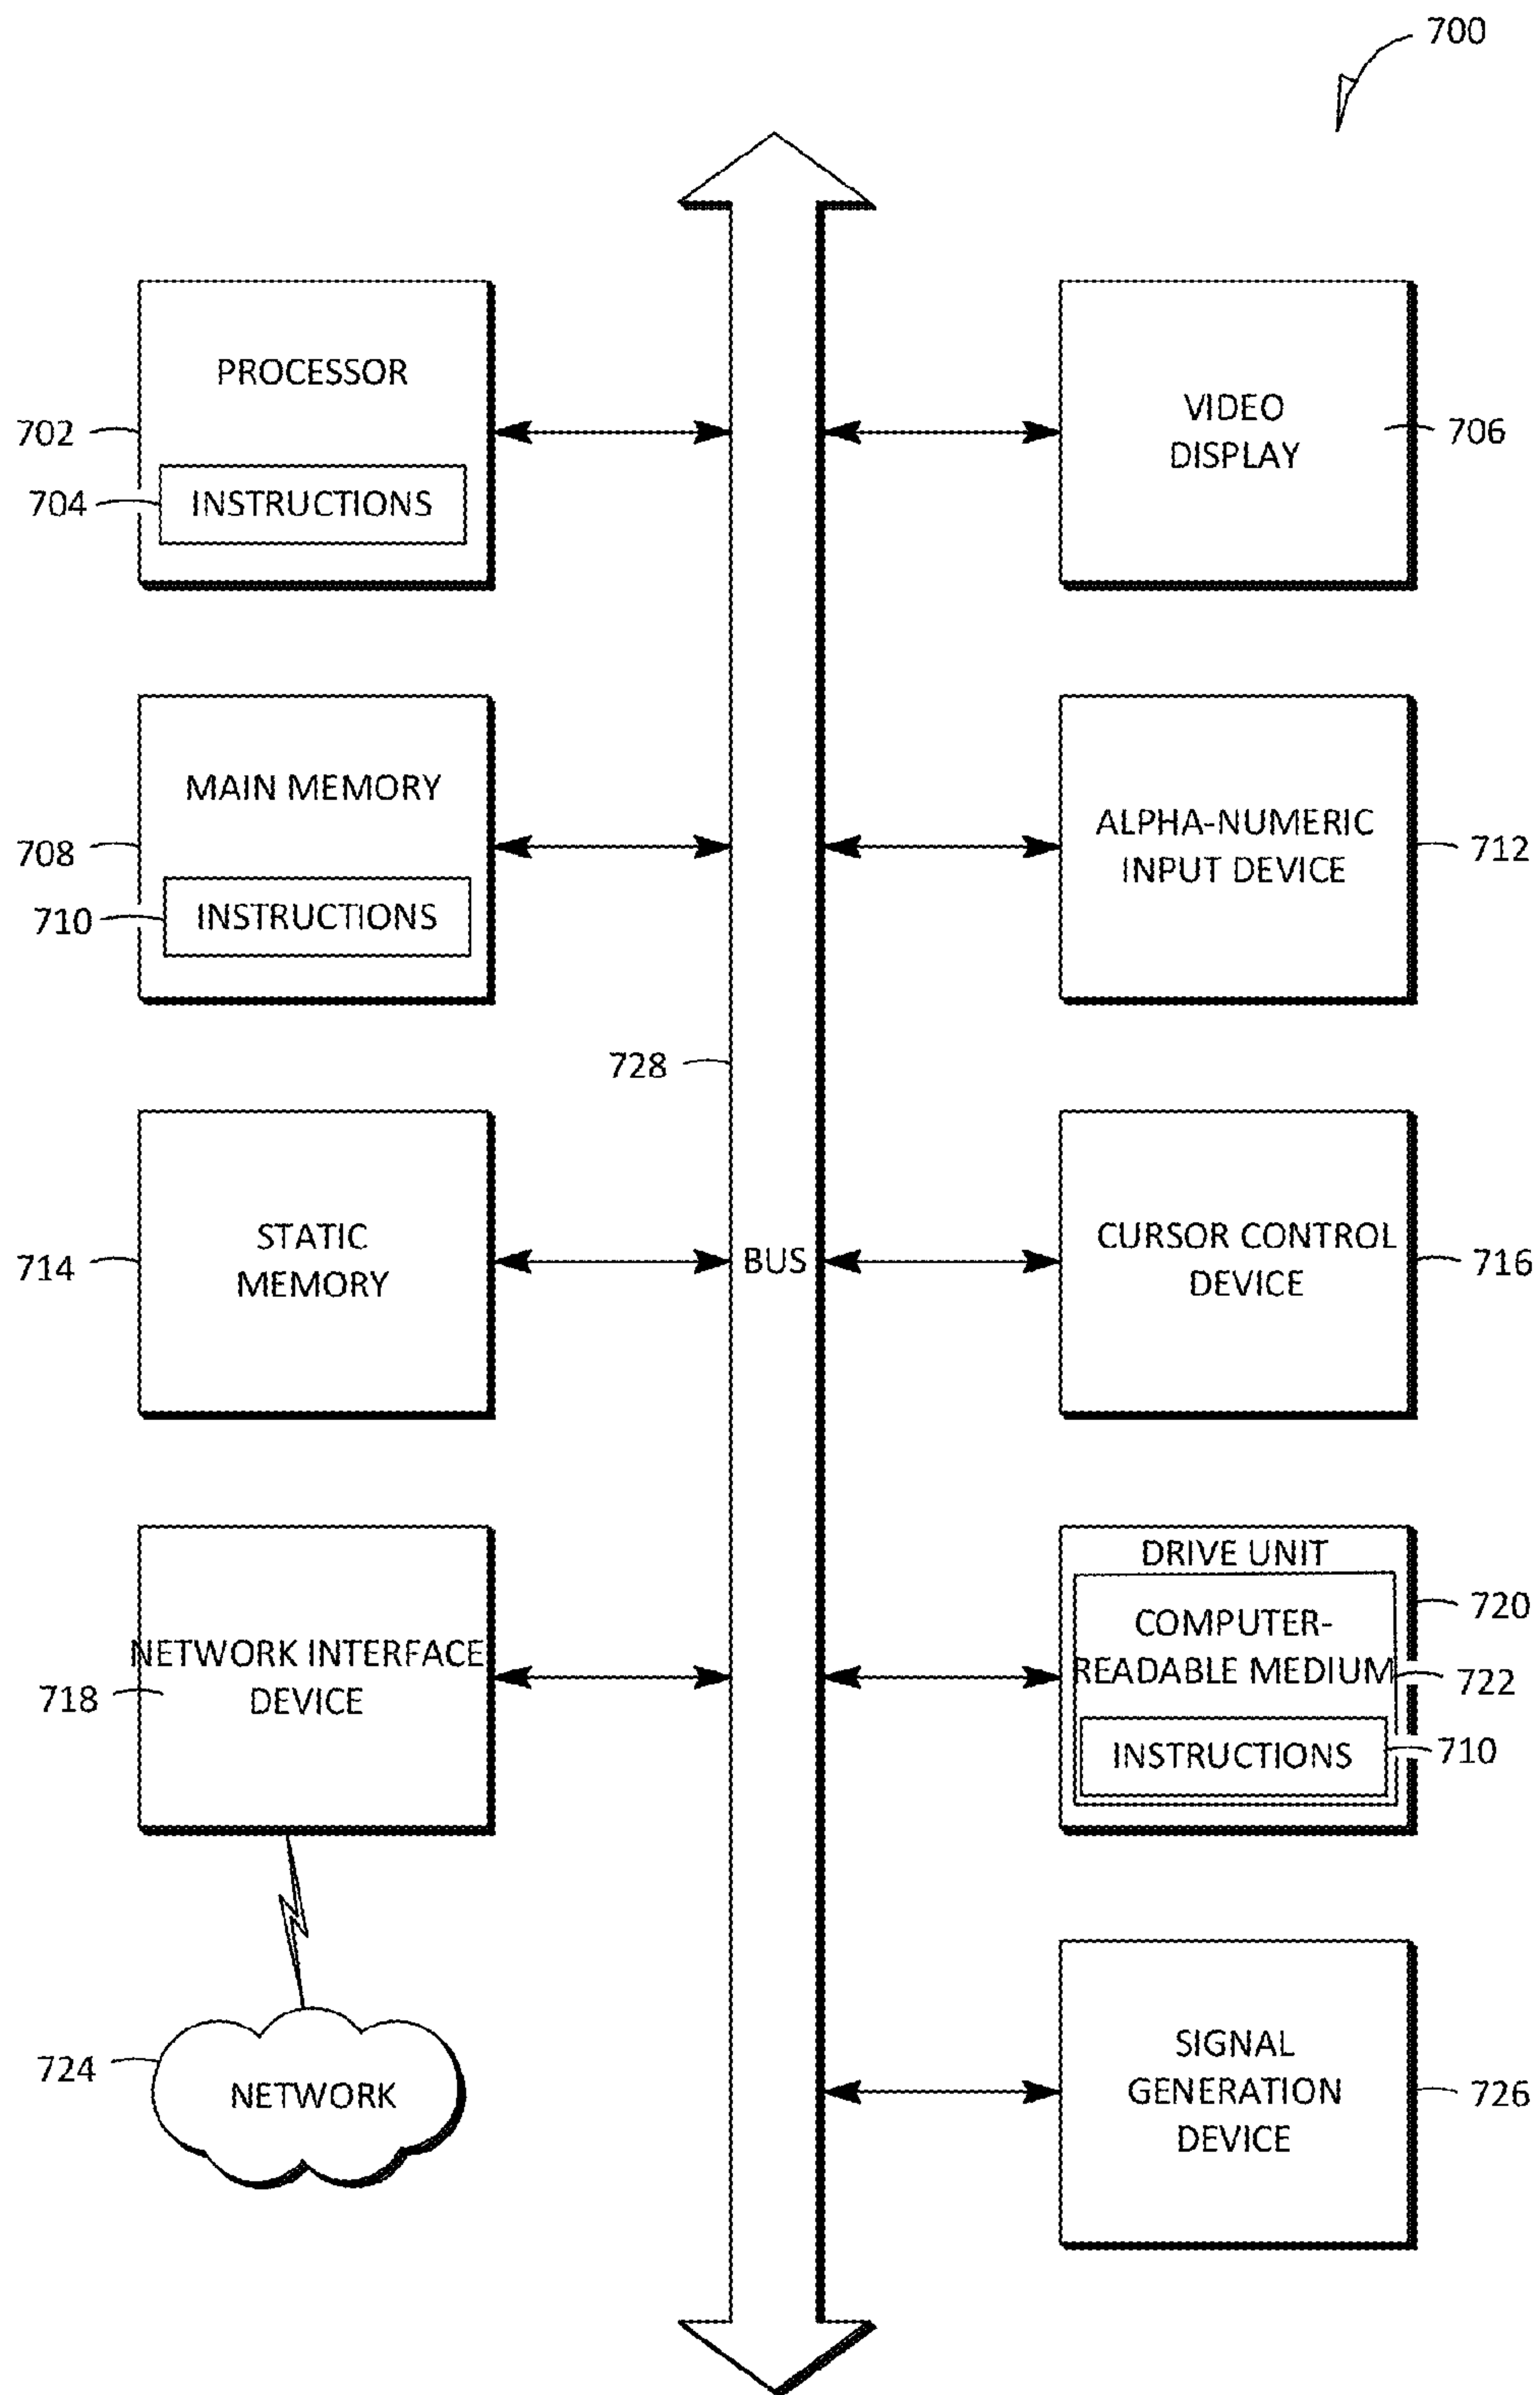 700
PROCESSOR
702
704
INSTRUCTIONS
VIDEO
DISPLAY
706
MAIN MEMORY
708
710
INSTRUCTIONS
ALPHA-NUMERIC
INPUT DEVICE
712
728
STATIC
MEMORY
714
BUS
CURSOR CONTROL
DEVICE
716
NETWORK INTERFACE
DEVICE
718
DRIVE UNIT
720
COMPUTER-
READABLE MEDIUM
722
INSTRUCTIONS
710
724
NETWORK
SIGNAL
GENERATION
DEVICE
726